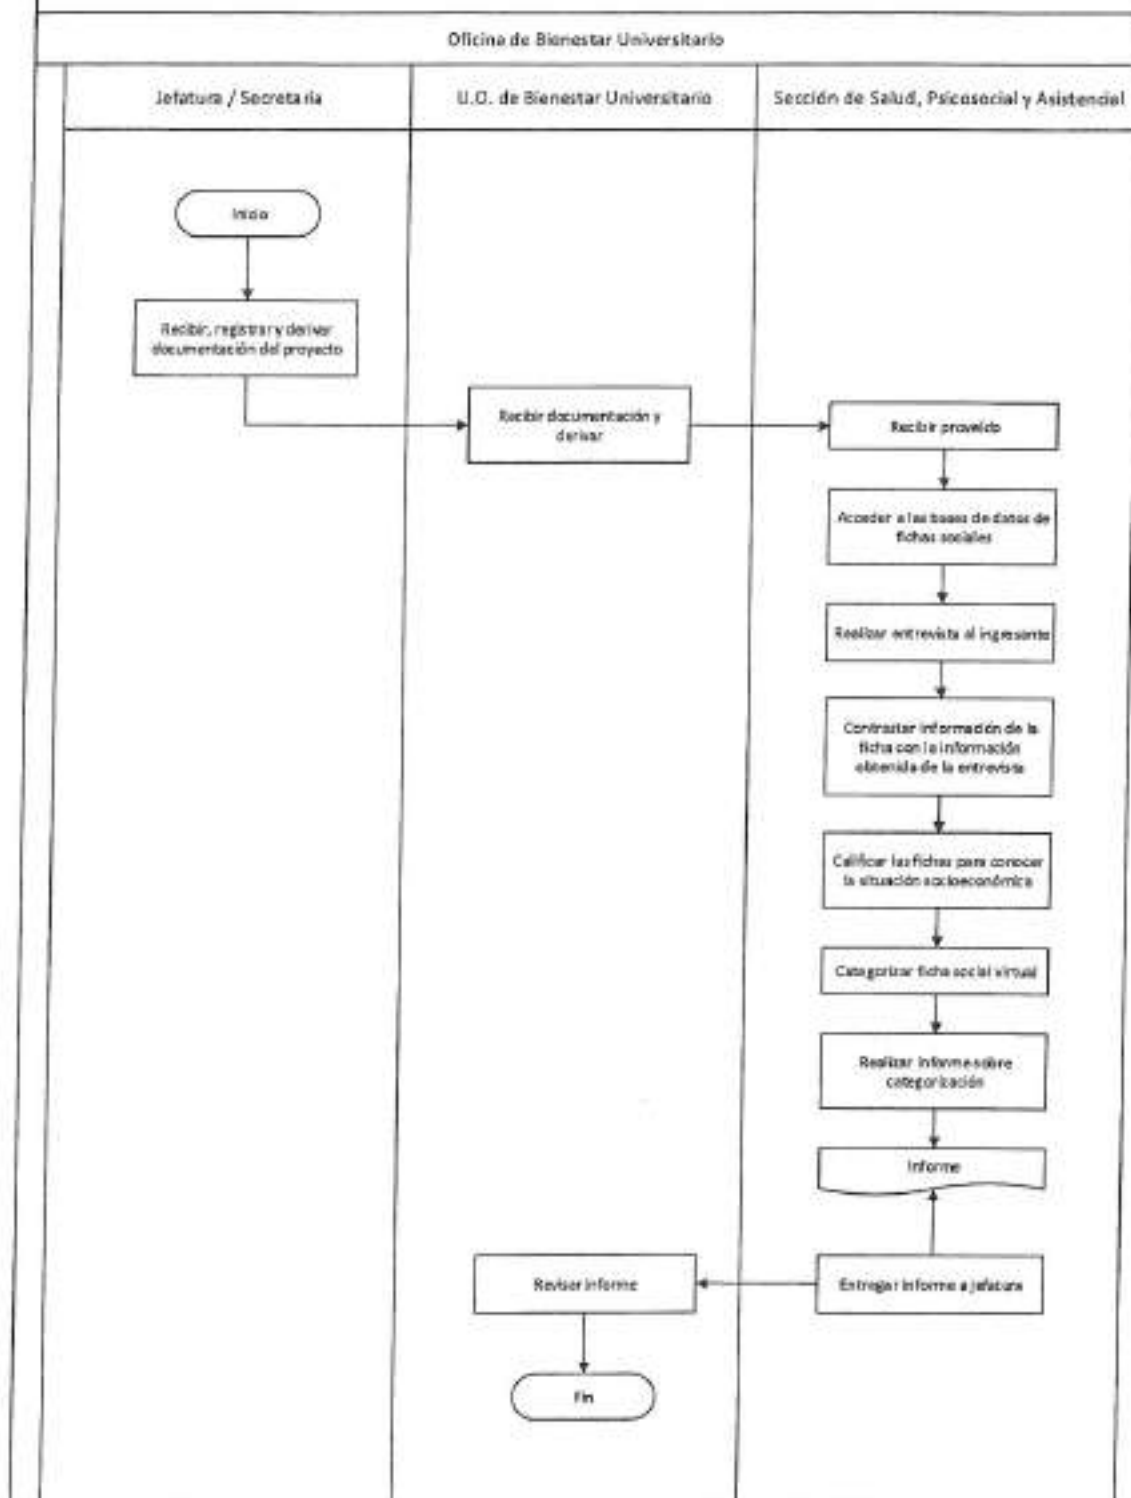 Oficina de Bienestar Universitario
Jefatura / Secretaría
U.O. de Bienestar Universitario
Sección de Salud, Psicosocial y Asistencial
Inicio
Recibir, registrar y derivar
documentación del proyecto
Recibir documentación y
derivar
Recibir proveído
Acceder a las bases de datos de
fichas sociales
Realizar entrevista al ingresante
Contrastar información de la
ficha con la información
obtenida de la entrevista
Calificar las fichas para conocer
la situación socioeconómica
Categorizar ficha social virtual
Realizar informe sobre
categorización
Informe
Revisar informe
Entregar informe a jefatura
Fin